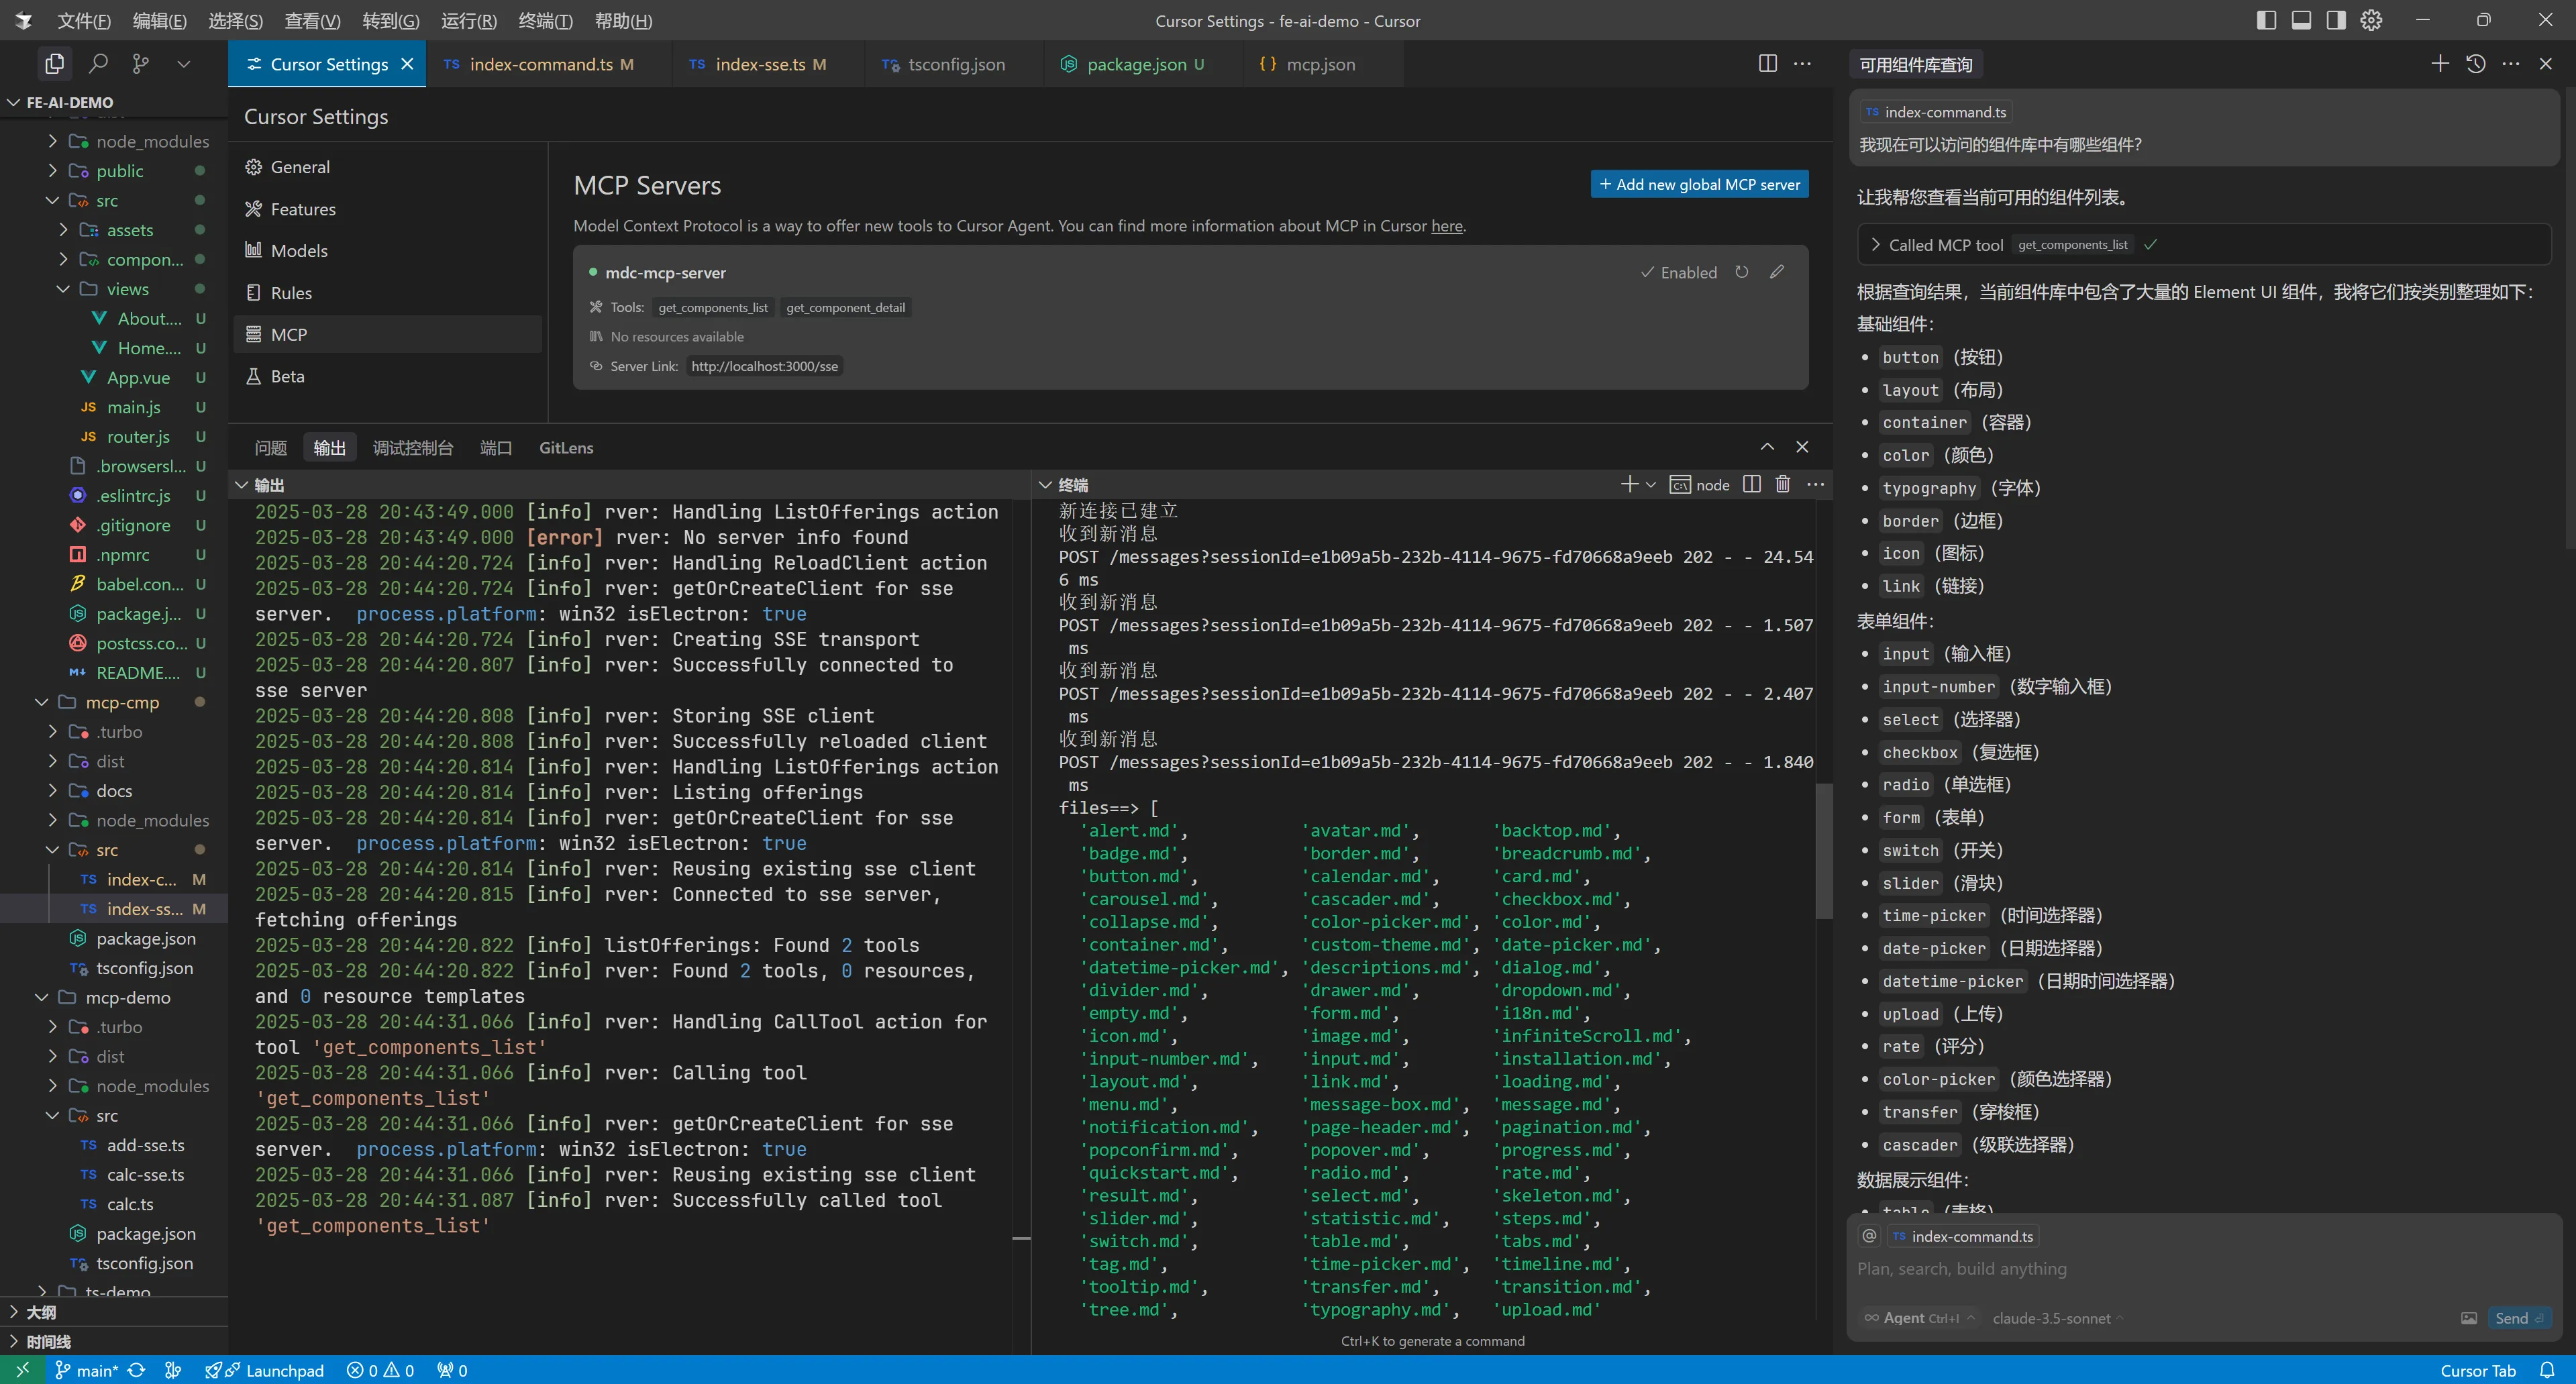 文件(F) 编辑(E) 选择(S) 查看(V) 转到(G) 运行(R) 终端(T) 帮助(H)
Cursor Settings - fe-ai-demo - Cursor
FE-AI-DEMO
node_modules
public
src
assets
compon...
views
About.... U
Home.... U
App.vue U
main.js U
router.js U
.browsersl... U
.eslintrc.js U
.gitignore U
.npmrc U
babel.con... U
package.j... U
postcss.co... U
README.... U
mcp-cmp
.turbo
dist
docs
node_modules
src
TS index-c... M
TS index-ss... M
package.json
tsconfig.json
mcp-demo
.turbo
dist
node_modules
src
TS add-sse.ts
TS calc-sse.ts
TS calc.ts
package.json
tsconfig.json
ts-demo
大纲
时间线
Cursor Settings
TS index-command.ts M
TS index-sse.ts M
tsconfig.json
package.json U
{} mcp.json
Cursor Settings
General
Features
Models
Rules
MCP
Beta
MCP Servers
+ Add new global MCP server
Model Context Protocol is a way to offer new tools to Cursor Agent. You can find more information about MCP in Cursor here.
mdc-mcp-server
Enabled
Tools: get_components_list get_component_detail
No resources available
Server Link: http://localhost:3000/sse
问题 输出 调试控制台 端口 GitLens
输出
2025-03-28 20:43:49.000 [info] rver: Handling ListOfferings action
2025-03-28 20:43:49.000 [error] rver: No server info found
2025-03-28 20:44:20.724 [info] rver: Handling ReloadClient action
2025-03-28 20:44:20.724 [info] rver: getOrCreateClient for sse
server.  process.platform: win32 isElectron: true
2025-03-28 20:44:20.724 [info] rver: Creating SSE transport
2025-03-28 20:44:20.807 [info] rver: Successfully connected to
sse server
2025-03-28 20:44:20.808 [info] rver: Storing SSE client
2025-03-28 20:44:20.808 [info] rver: Successfully reloaded client
2025-03-28 20:44:20.814 [info] rver: Handling ListOfferings action
2025-03-28 20:44:20.814 [info] rver: Listing offerings
2025-03-28 20:44:20.814 [info] rver: getOrCreateClient for sse
server.  process.platform: win32 isElectron: true
2025-03-28 20:44:20.814 [info] rver: Reusing existing sse client
2025-03-28 20:44:20.815 [info] rver: Connected to sse server,
fetching offerings
2025-03-28 20:44:20.822 [info] listOfferings: Found 2 tools
2025-03-28 20:44:20.822 [info] rver: Found 2 tools, 0 resources,
and 0 resource templates
2025-03-28 20:44:31.066 [info] rver: Handling CallTool action for
tool 'get_components_list'
2025-03-28 20:44:31.066 [info] rver: Calling tool
'get_components_list'
2025-03-28 20:44:31.066 [info] rver: getOrCreateClient for sse
server.  process.platform: win32 isElectron: true
2025-03-28 20:44:31.066 [info] rver: Reusing existing sse client
2025-03-28 20:44:31.087 [info] rver: Successfully called tool
'get_components_list'
终端
node
新连接已建立
收到新消息
POST /messages?sessionId=e1b09a5b-232b-4114-9675-fd70668a9eeb 202 - - 24.54
6 ms
收到新消息
POST /messages?sessionId=e1b09a5b-232b-4114-9675-fd70668a9eeb 202 - - 1.507
ms
收到新消息
POST /messages?sessionId=e1b09a5b-232b-4114-9675-fd70668a9eeb 202 - - 2.407
ms
收到新消息
POST /messages?sessionId=e1b09a5b-232b-4114-9675-fd70668a9eeb 202 - - 1.840
ms
files==> [
'alert.md', 'avatar.md', 'backtop.md',
'badge.md', 'border.md', 'breadcrumb.md',
'button.md', 'calendar.md', 'card.md',
'carousel.md', 'cascader.md', 'checkbox.md',
'collapse.md', 'color-picker.md', 'color.md',
'container.md', 'custom-theme.md', 'date-picker.md',
'datetime-picker.md', 'descriptions.md', 'dialog.md',
'divider.md', 'drawer.md', 'dropdown.md',
'empty.md', 'form.md', 'i18n.md',
'icon.md', 'image.md', 'infiniteScroll.md',
'input-number.md', 'input.md', 'installation.md',
'layout.md', 'link.md', 'loading.md',
'menu.md', 'message-box.md', 'message.md',
'notification.md', 'page-header.md', 'pagination.md',
'popconfirm.md', 'popover.md', 'progress.md',
'quickstart.md', 'radio.md', 'rate.md',
'result.md', 'select.md', 'skeleton.md',
'slider.md', 'statistic.md', 'steps.md',
'switch.md', 'table.md', 'tabs.md',
'tag.md', 'time-picker.md', 'timeline.md',
'tooltip.md', 'transfer.md', 'transition.md',
'tree.md', 'typography.md', 'upload.md'
Ctrl+K to generate a command
可用组件库查询
TS index-command.ts
我现在可以访问的组件库中有哪些组件?
让我帮您查看当前可用的组件列表。
Called MCP tool get_components_list
根据查询结果，当前组件库中包含了大量的 Element UI 组件，我将它们按类别整理如下：
基础组件：
button（按钮）
layout（布局）
container（容器）
color（颜色）
typography（字体）
border（边框）
icon（图标）
link（链接）
表单组件：
input（输入框）
input-number（数字输入框）
select（选择器）
checkbox（复选框）
radio（单选框）
form（表单）
switch（开关）
slider（滑块）
time-picker（时间选择器）
date-picker（日期选择器）
datetime-picker（日期时间选择器）
upload（上传）
rate（评分）
color-picker（颜色选择器）
transfer（穿梭框）
cascader（级联选择器）
数据展示组件：
table（表格）
@ TS index-command.ts
Plan, search, build anything
Agent Ctrl+I
claude-3.5-sonnet
Send
main*
Launchpad
0 0
0
Cursor Tab